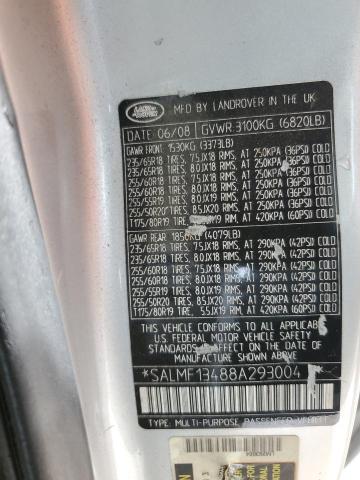 LAND ROVER
MFD BY LANDROVER IN THE UK
DATE 06/08 GVWR 3100KG (6820LB)
GAWR FRONT 1530KG (3373LB)
235/65R18 TIRES, 7.5JX18 RIMS, AT 250KPA (36PSI) COLD
235/65R18 TIRES, 8.0JX18 RIMS, AT 250KPA (36PSI) COLD
255/60R18 TIRES, 7.5JX18 RIMS, AT 250KPA (36PSI) COLD
255/60R18 TIRES, 8.0JX18 RIMS, AT 250KPA (36PSI) COLD
255/55R19 TIRES, 8.0JX19 RIMS, AT 250KPA (36PSI) COLD
255/50R20 TIRES, 8.5JX20 RIMS, AT 250KPA (36PSI) COLD
T175/80R19 TIRE, RIM, AT 420KPA (60PSI) COLD
GAWR REAR 1850KG (4079LB)
235/65R18 TIRES, 7.5JX18 RIMS, AT 290KPA (42PSI) COLD
235/65R18 TIRES, 8.0JX18 RIMS, AT 290KPA (42PSI) COLD
255/60R18 TIRES, 7.5JX18 RIMS, AT 290KPA (42PSI) COLD
255/60R18 TIRES, 8.0JX18 RIMS, AT 290KPA (42PSI) COLD
255/55R19 TIRES, 8.0JX19 RIMS, AT 290KPA (42PSI) COLD
255/50R20 TIRES, 8.5JX20 RIMS, AT 290KPA (42PSI) COLD
T175/80R19 TIRE, RIM, AT 420KPA (60PSI) COLD
THIS VEHICLE CONFORMS TO ALL APPLICABLE
U.S. FEDERAL MOTOR VEHICLE SAFETY
AND THEFT PREVENTION STANDARDS IN EFFECT ON THE
DATE OF MANUFACTURE SHOWN ABOVE
*SALMF13488A293004
TYPE: MULTI-PURPOSE PASSENGER VEHICLE